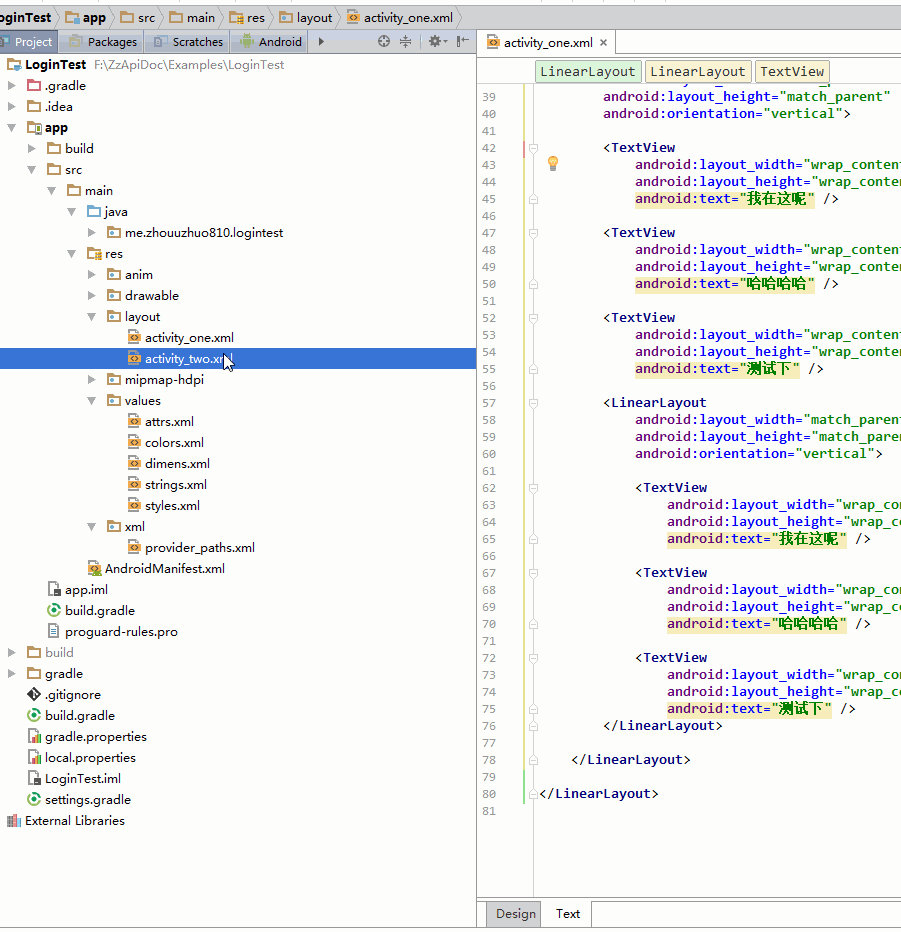 oginTest app src main res layout activity_one.xml
Project Packages Scratches Android
LoginTest F:\ZzApiDoc\Examples\LoginTest
.gradle
.idea
app
build
src
main
java
me.zhouuzhuo810.logintest
res
anim
drawable
layout
activity_one.xml
activity_two.xml
mipmap-hdpi
values
attrs.xml
colors.xml
dimens.xml
strings.xml
styles.xml
xml
provider_paths.xml
AndroidManifest.xml
app.iml
build.gradle
proguard-rules.pro
build
gradle
.gitignore
build.gradle
gradle.properties
local.properties
LoginTest.iml
settings.gradle
External Libraries
activity_one.xml
LinearLayout LinearLayout TextView
39 android:layout_height="match_parent"
40 android:orientation="vertical">
41
42 <TextView
43 android:layout_width="wrap_content
44 android:layout_height="wrap_conten
45 android:text="我在这呢" />
46
47 <TextView
48 android:layout_width="wrap_content
49 android:layout_height="wrap_conten
50 android:text="哈哈哈哈" />
51
52 <TextView
53 android:layout_width="wrap_content
54 android:layout_height="wrap_conten
55 android:text="测试下" />
56
57 <LinearLayout
58 android:layout_width="match_parent
59 android:layout_height="match_paren
60 android:orientation="vertical">
61
62 <TextView
63 android:layout_width="wrap_con
64 android:layout_height="wrap_co
65 android:text="我在这呢" />
66
67 <TextView
68 android:layout_width="wrap_con
69 android:layout_height="wrap_co
70 android:text="哈哈哈哈" />
71
72 <TextView
73 android:layout_width="wrap_con
74 android:layout_height="wrap_co
75 android:text="测试下" />
76 </LinearLayout>
77
78 </LinearLayout>
79
80 </LinearLayout>
81
Design Text